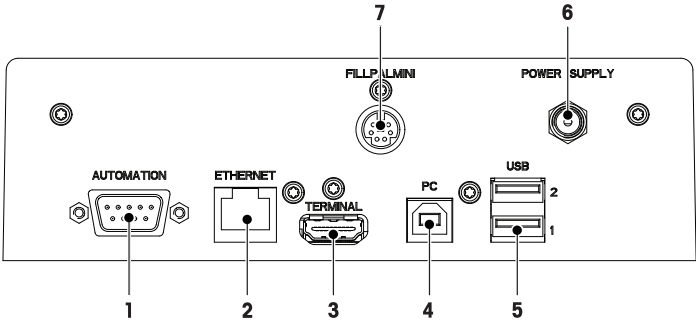 7
6
FILLPALMINI
POWER SUPPLY
USB
AUTOMATION
ETHERNET
PC
2
TERMINAL
1
1
2
3
4
5